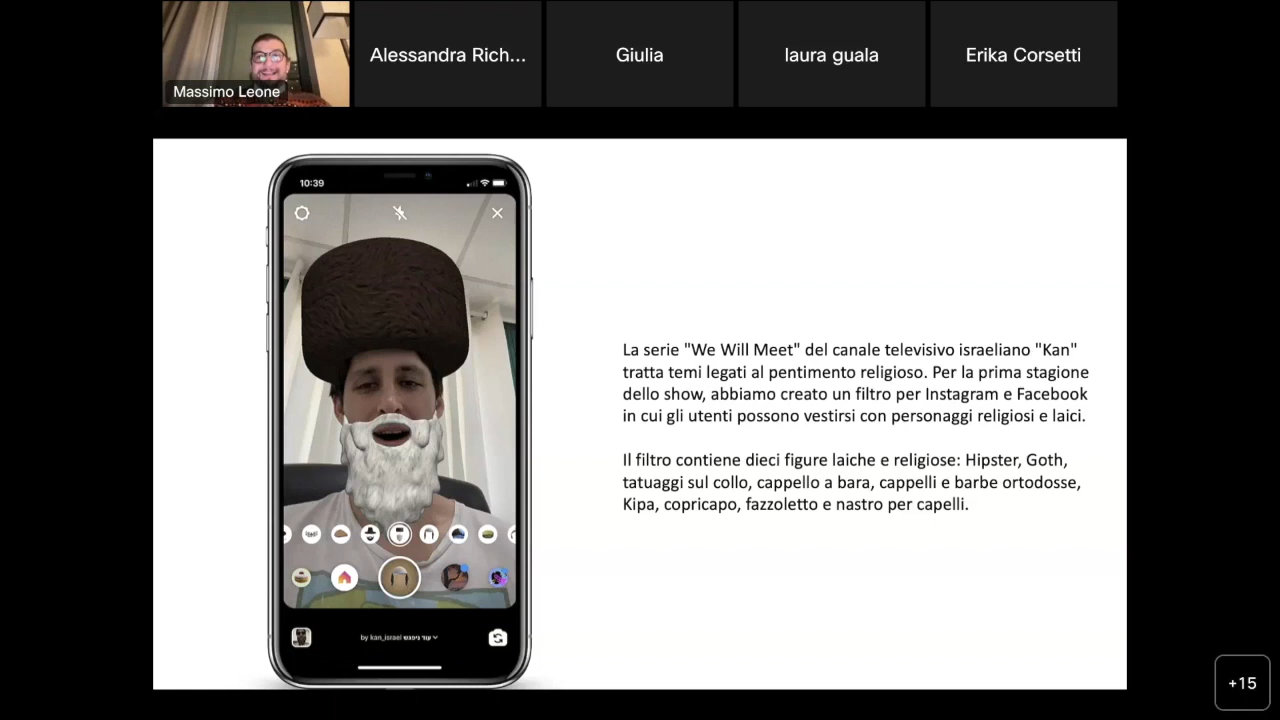 Massimo Leone
Alessandra Rich...
Giulia
laura guala
Erika Corsetti
10:39
by kan_israel עוד ניפגש
La serie "We Will Meet" del canale televisivo israeliano "Kan"
tratta temi legati al pentimento religioso. Per la prima stagione
dello show, abbiamo creato un filtro per Instagram e Facebook
in cui gli utenti possono vestirsi con personaggi religiosi e laici.
Il filtro contiene dieci figure laiche e religiose: Hipster, Goth,
tatuaggi sul collo, cappello a bara, cappelli e barbe ortodosse,
Kipa, copricapo, fazzoletto e nastro per capelli.
+15